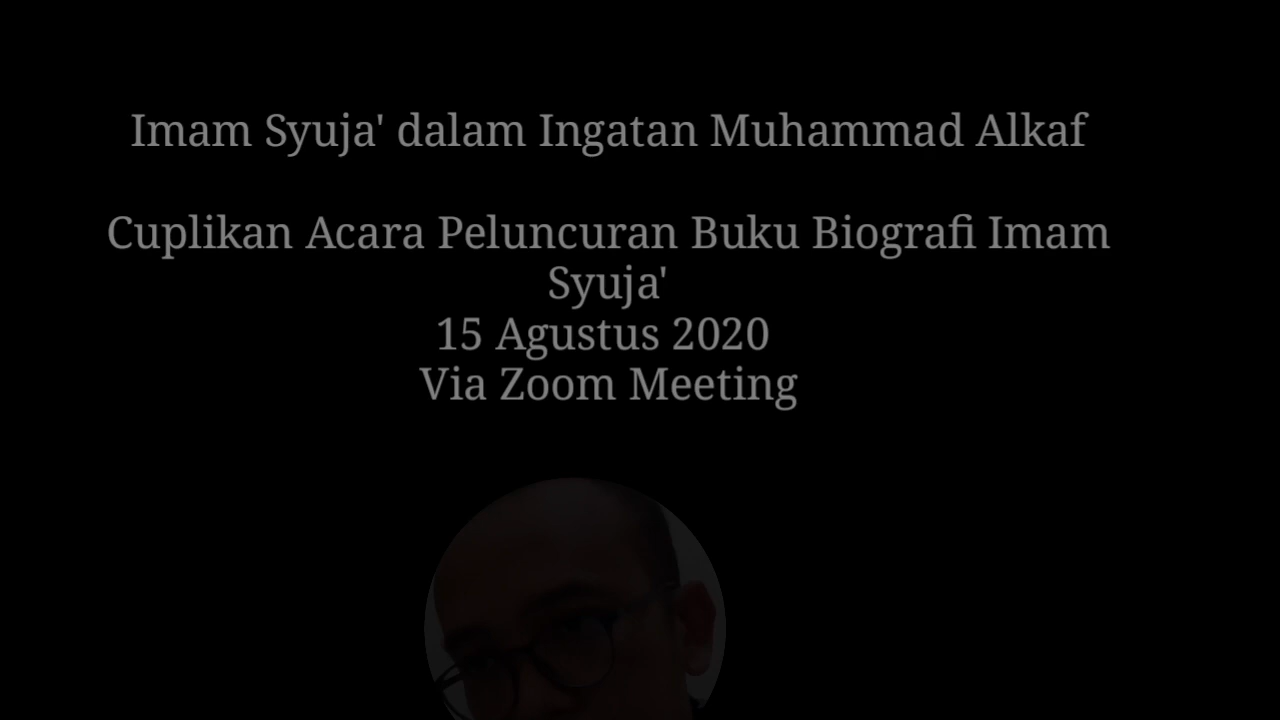 Imam Syuja' dalam Ingatan Muhammad Alkaf
Cuplikan Acara Peluncuran Buku Biografi Imam
Syuja'
15 Agustus 2020
Via Zoom Meeting